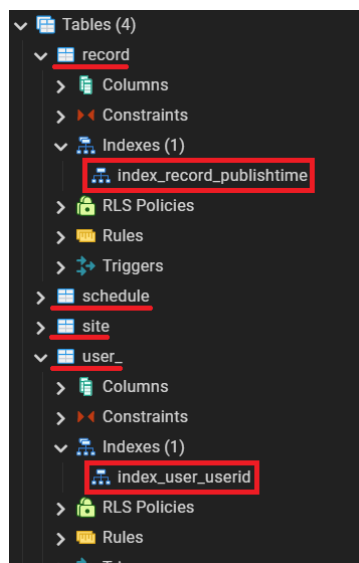 Tables (4)
record
Columns
Constraints
Indexes (1)
index_record_publishtime
RLS Policies
Rules
Triggers
schedule
site
user_
Columns
Constraints
Indexes (1)
index_user_userid
RLS Policies
Rules